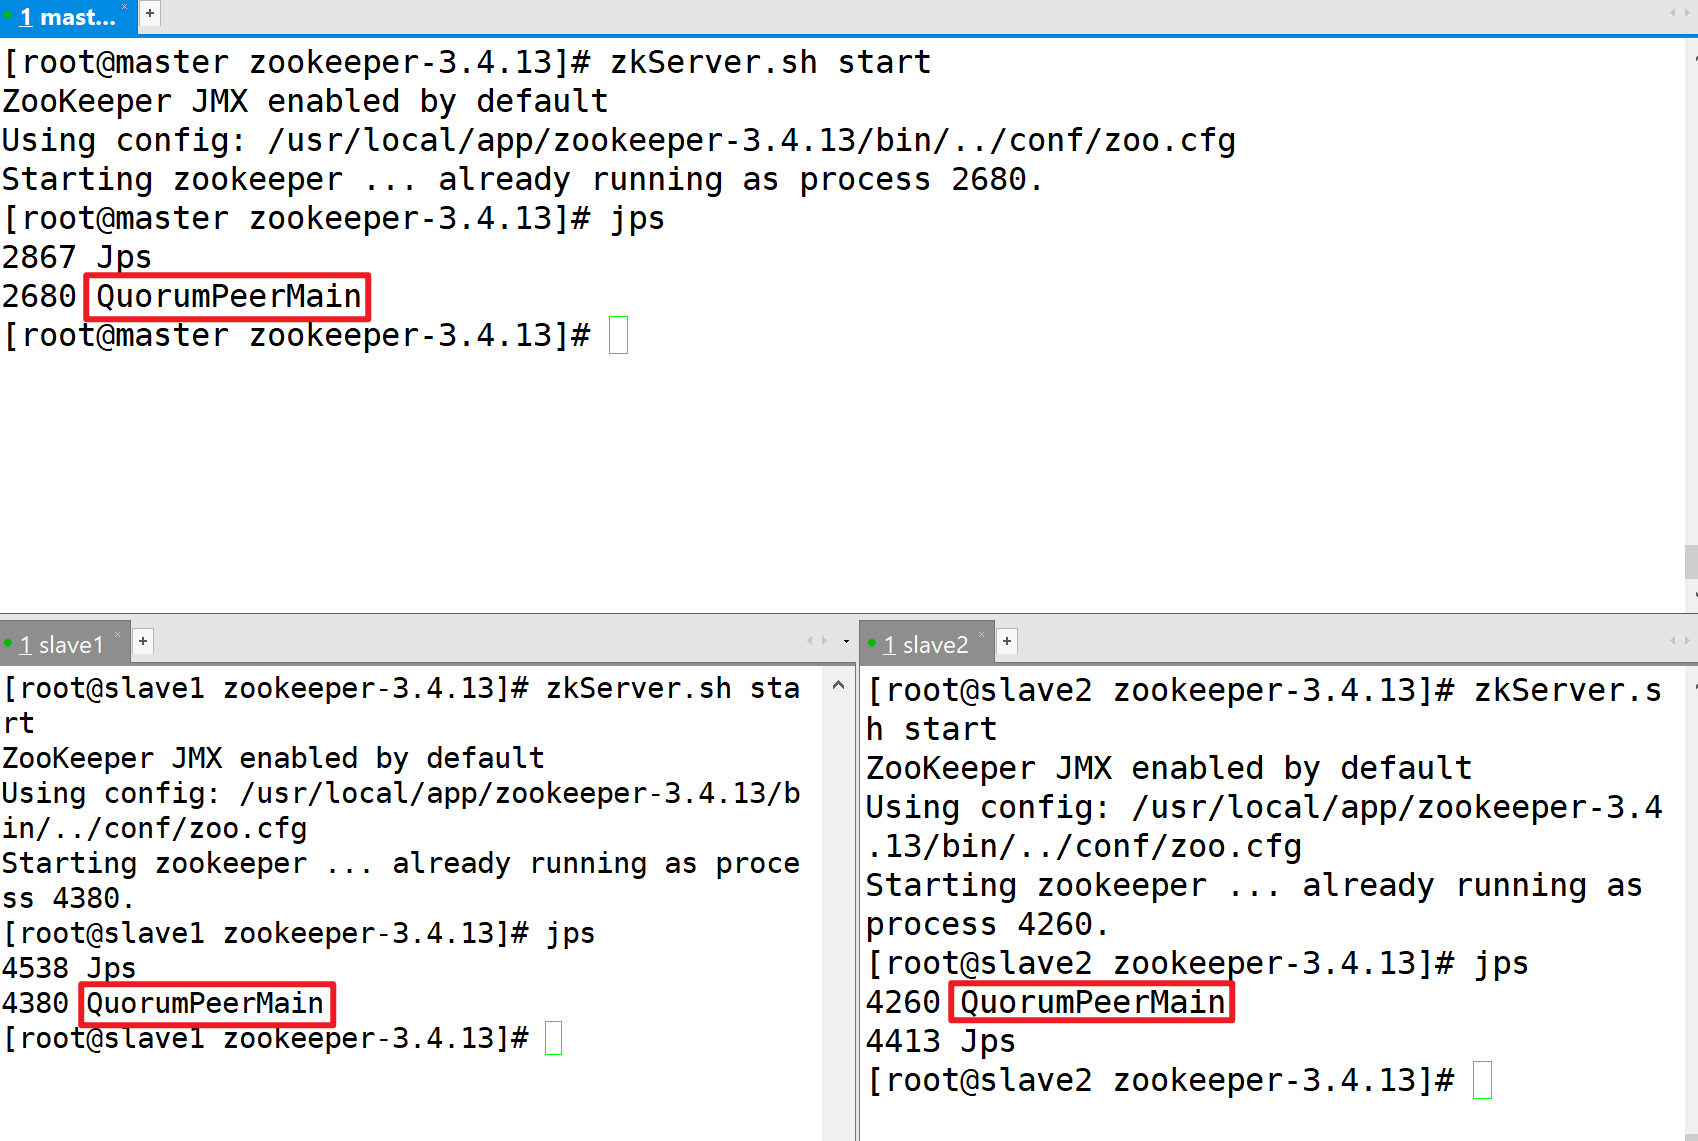 1 mast...
[root@master zookeeper-3.4.13]# zkServer.sh start
ZooKeeper JMX enabled by default
Using config: /usr/local/app/zookeeper-3.4.13/bin/../conf/zoo.cfg
Starting zookeeper ... already running as process 2680.
[root@master zookeeper-3.4.13]# jps
2867 Jps
2680 QuorumPeerMain
[root@master zookeeper-3.4.13]#
1 slave1
[root@slave1 zookeeper-3.4.13]# zkServer.sh sta
rt
ZooKeeper JMX enabled by default
Using config: /usr/local/app/zookeeper-3.4.13/b
in/../conf/zoo.cfg
Starting zookeeper ... already running as proce
ss 4380.
[root@slave1 zookeeper-3.4.13]# jps
4538 Jps
4380 QuorumPeerMain
[root@slave1 zookeeper-3.4.13]#
1 slave2
[root@slave2 zookeeper-3.4.13]# zkServer.s
h start
ZooKeeper JMX enabled by default
Using config: /usr/local/app/zookeeper-3.4
.13/bin/../conf/zoo.cfg
Starting zookeeper ... already running as
process 4260.
[root@slave2 zookeeper-3.4.13]# jps
4260 QuorumPeerMain
4413 Jps
[root@slave2 zookeeper-3.4.13]#